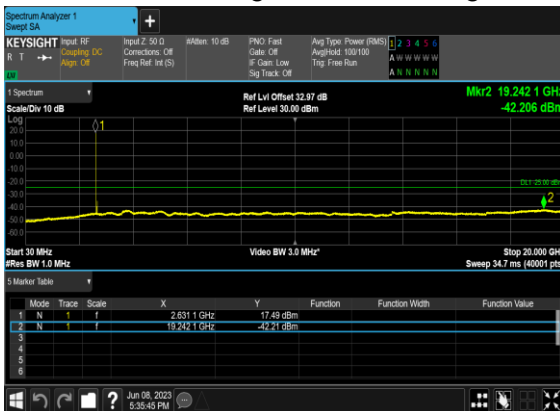 Spectrum Analyzer 1
Swept SA
KEYSIGHT Input: RF Input Z: 50 Ω #Atten: 10 dB PNO: Fast Avg Type: Power (RMS) 1 2 3 4 5 6
R T Coupling: DC Corrections: Off Gate: Off Avg|Hold: 100/100 A W W W W W
Align: Off Freq Ref: Int (S) IF Gain: Low Trig: Free Run
LV Sig Track: Off A N N N N N
1 Spectrum Ref Lvl Offset 32.97 dB Mkr2 19.242 1 GHz
Scale/Div 10 dB Ref Level 30.00 dBm -42.206 dBm
Log
20.0
10.0
0.00
-10.0
-20.0
-30.0
-40.0
-50.0
-60.0
1
DL1 -25.00 dBm
2
Start 30 MHz Video BW 3.0 MHz* Stop 20.000 GH
#Res BW 1.0 MHz Sweep 34.7 ms (40001 pts
5 Marker Table
Mode Trace Scale X Y Function Function Width Function Value
1 N 1 f 2.631 1 GHz 17.49 dBm
2 N 1 f 19.242 1 GHz -42.21 dBm
3
4
5
6
? Jun 08, 2023
5:35:45 PM